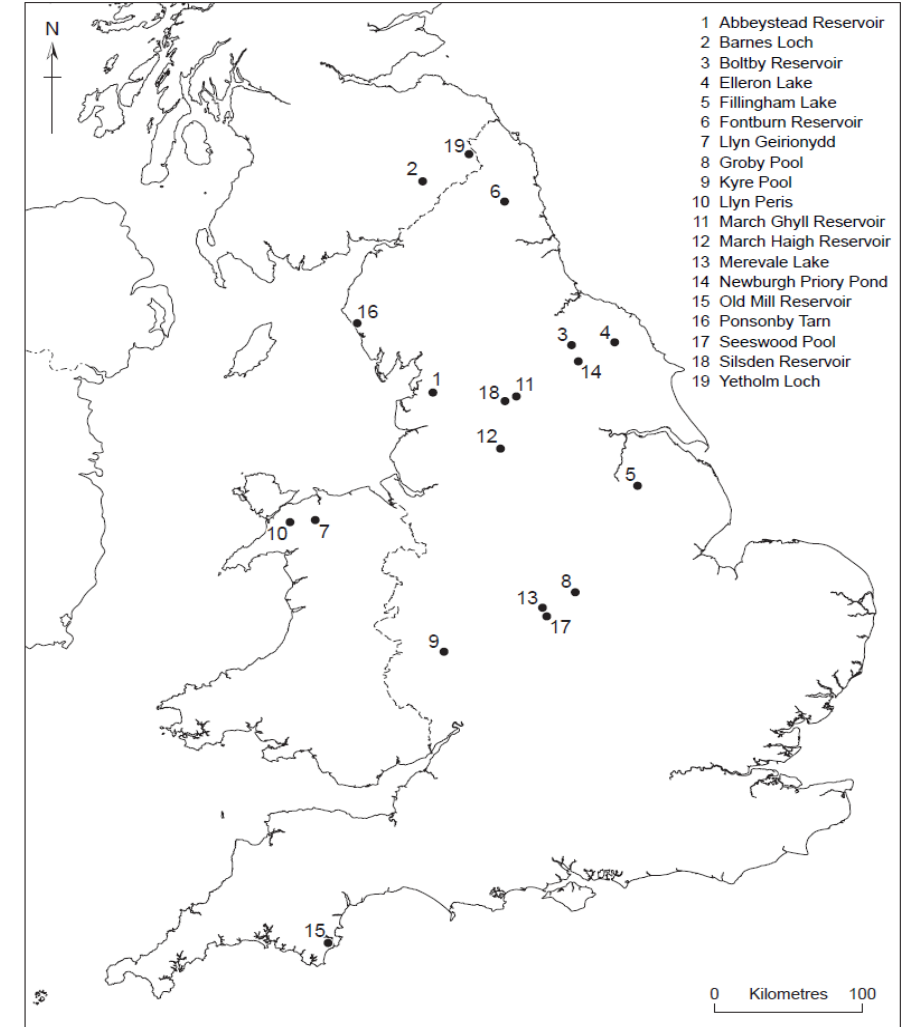 N
1 Abbeystead Reservoir
2 Barnes Loch
3 Boltby Reservoir
4 Elleron Lake
5 Fillingham Lake
6 Fontburn Reservoir
7 Llyn Geirionydd
8 Groby Pool
9 Kyre Pool
10 Llyn Peris
11 March Ghyll Reservoir
12 March Haigh Reservoir
13 Merevale Lake
14 Newburgh Priory Pond
15 Old Mill Reservoir
16 Ponsonby Tarn
17 Seeswood Pool
18 Silsden Reservoir
19 Yetholm Loch
19
2
6
16
3
4
14
1
18
11
12
5
10
7
8
13
17
9
15
0 Kilometres 100